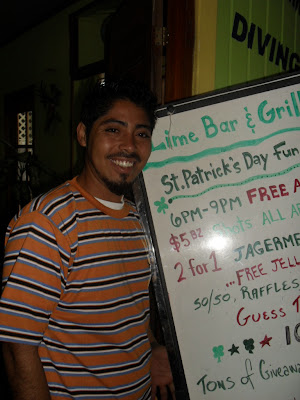 DIVING
Lime Bar & Grill
St. Patrick's Day Fun
6PM-9PM FREE A
$5 BZ Shots ALL
2 for 1 JAGERME
"FREE JELL
50/50, RAFFLES
GUESS T
Tons of Giveaw